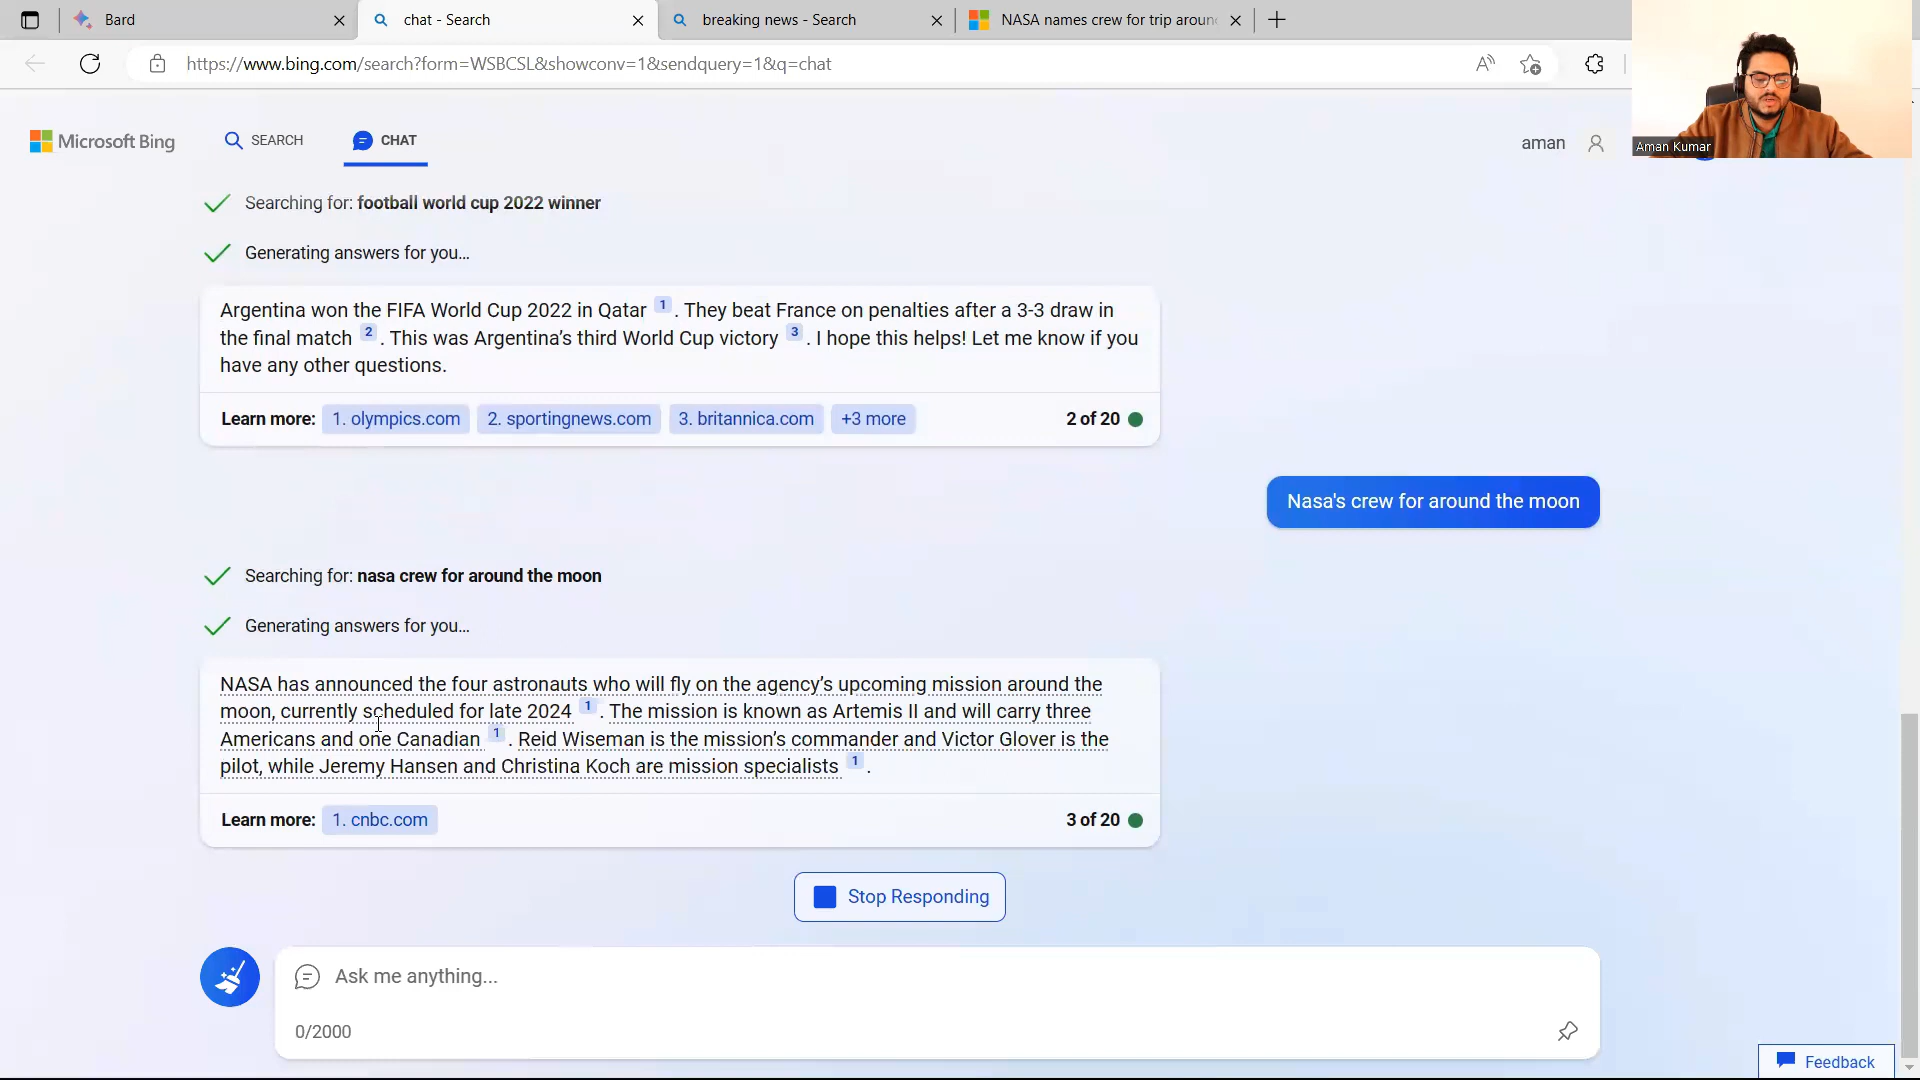 Bard
chat - Search
breaking news - Search
NASA names crew for trip aroun
https://www.bing.com/search?form=WSBCSL&showconv=1&sendquery=1&q=chat
Microsoft Bing
SEARCH
CHAT
aman
Aman Kumar
Searching for: football world cup 2022 winner
Generating answers for you...
Argentina won the FIFA World Cup 2022 in Qatar 1 . They beat France on penalties after a 3-3 draw in
the final match 2 . This was Argentina's third World Cup victory 3 . I hope this helps! Let me know if you
have any other questions.
Learn more: 1. olympics.com 2. sportingnews.com 3. britannica.com +3 more 2 of 20
Nasa's crew for around the moon
Searching for: nasa crew for around the moon
Generating answers for you...
NASA has announced the four astronauts who will fly on the agency's upcoming mission around the
moon, currently scheduled for late 2024 1 . The mission is known as Artemis II and will carry three
Americans and one Canadian 1 . Reid Wiseman is the mission's commander and Victor Glover is the
pilot, while Jeremy Hansen and Christina Koch are mission specialists 1 .
Learn more: 1. cnbc.com 3 of 20
Stop Responding
Ask me anything...
0/2000
Feedback